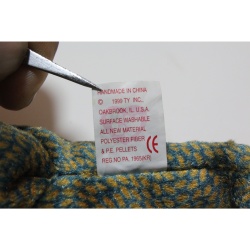 HANDMADE IN CHINA
© 1999 TY INC.,
OAKBROOK, IL U.S.A
SURFACE WASHABLE
ALL NEW MATERIAL
POLYESTER FIBER
& P.E. PELLETS CE
REG.NO PA. 1965(KR)